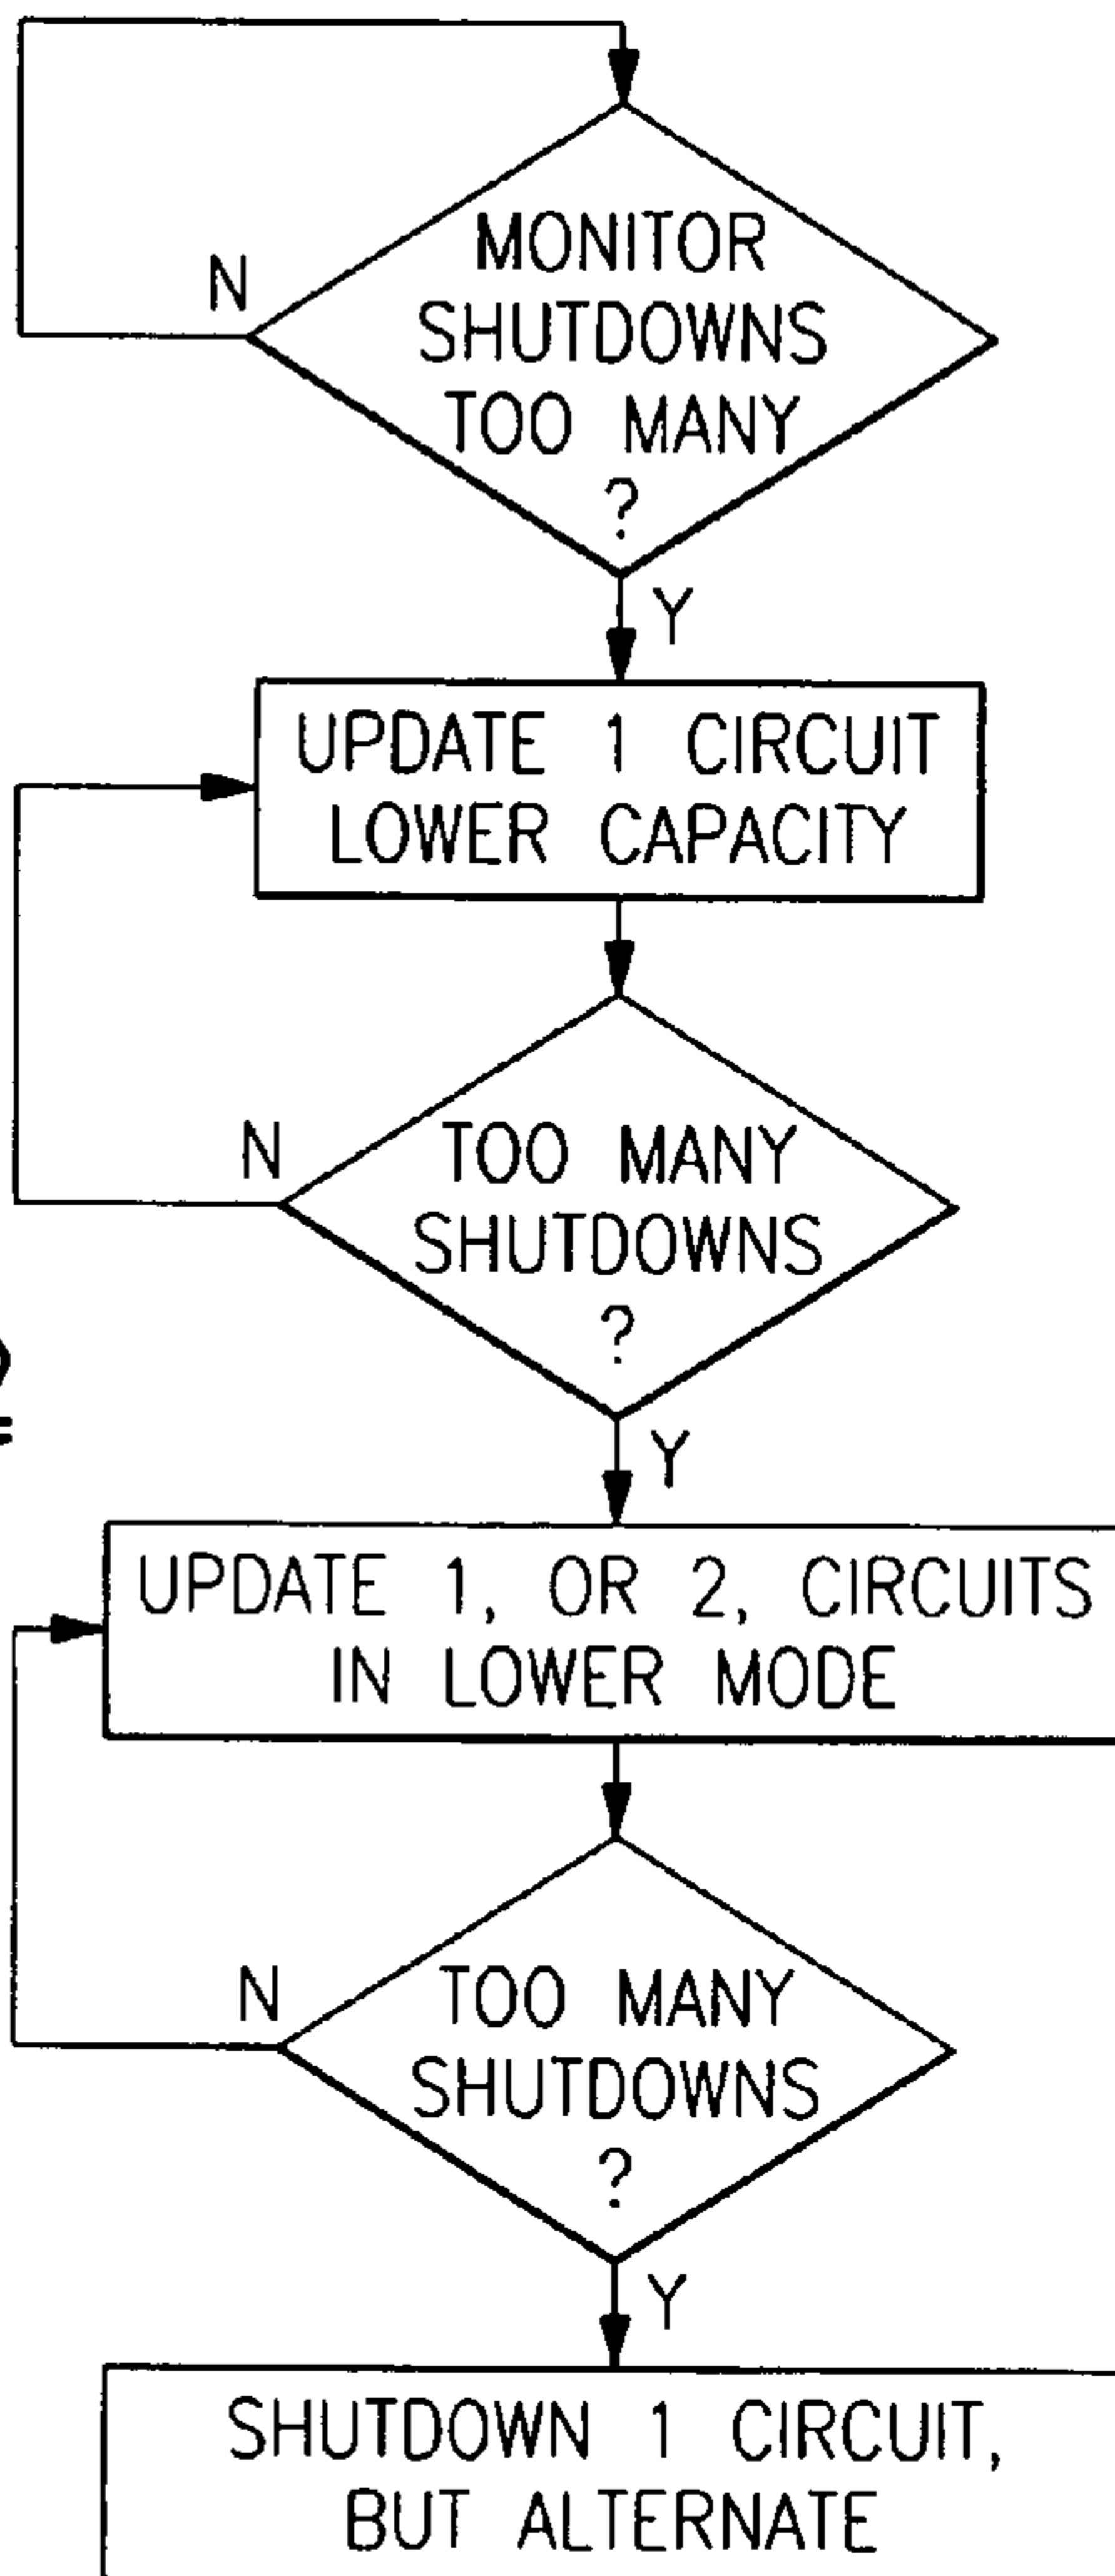 MONITOR
SHUTDOWNS
TOO MANY
?
N
Y
UPDATE 1 CIRCUIT
LOWER CAPACITY
TOO MANY
SHUTDOWNS
?
N
Y
UPDATE 1, OR 2, CIRCUITS
IN LOWER MODE
TOO MANY
SHUTDOWNS
?
N
Y
SHUTDOWN 1 CIRCUIT,
BUT ALTERNATE